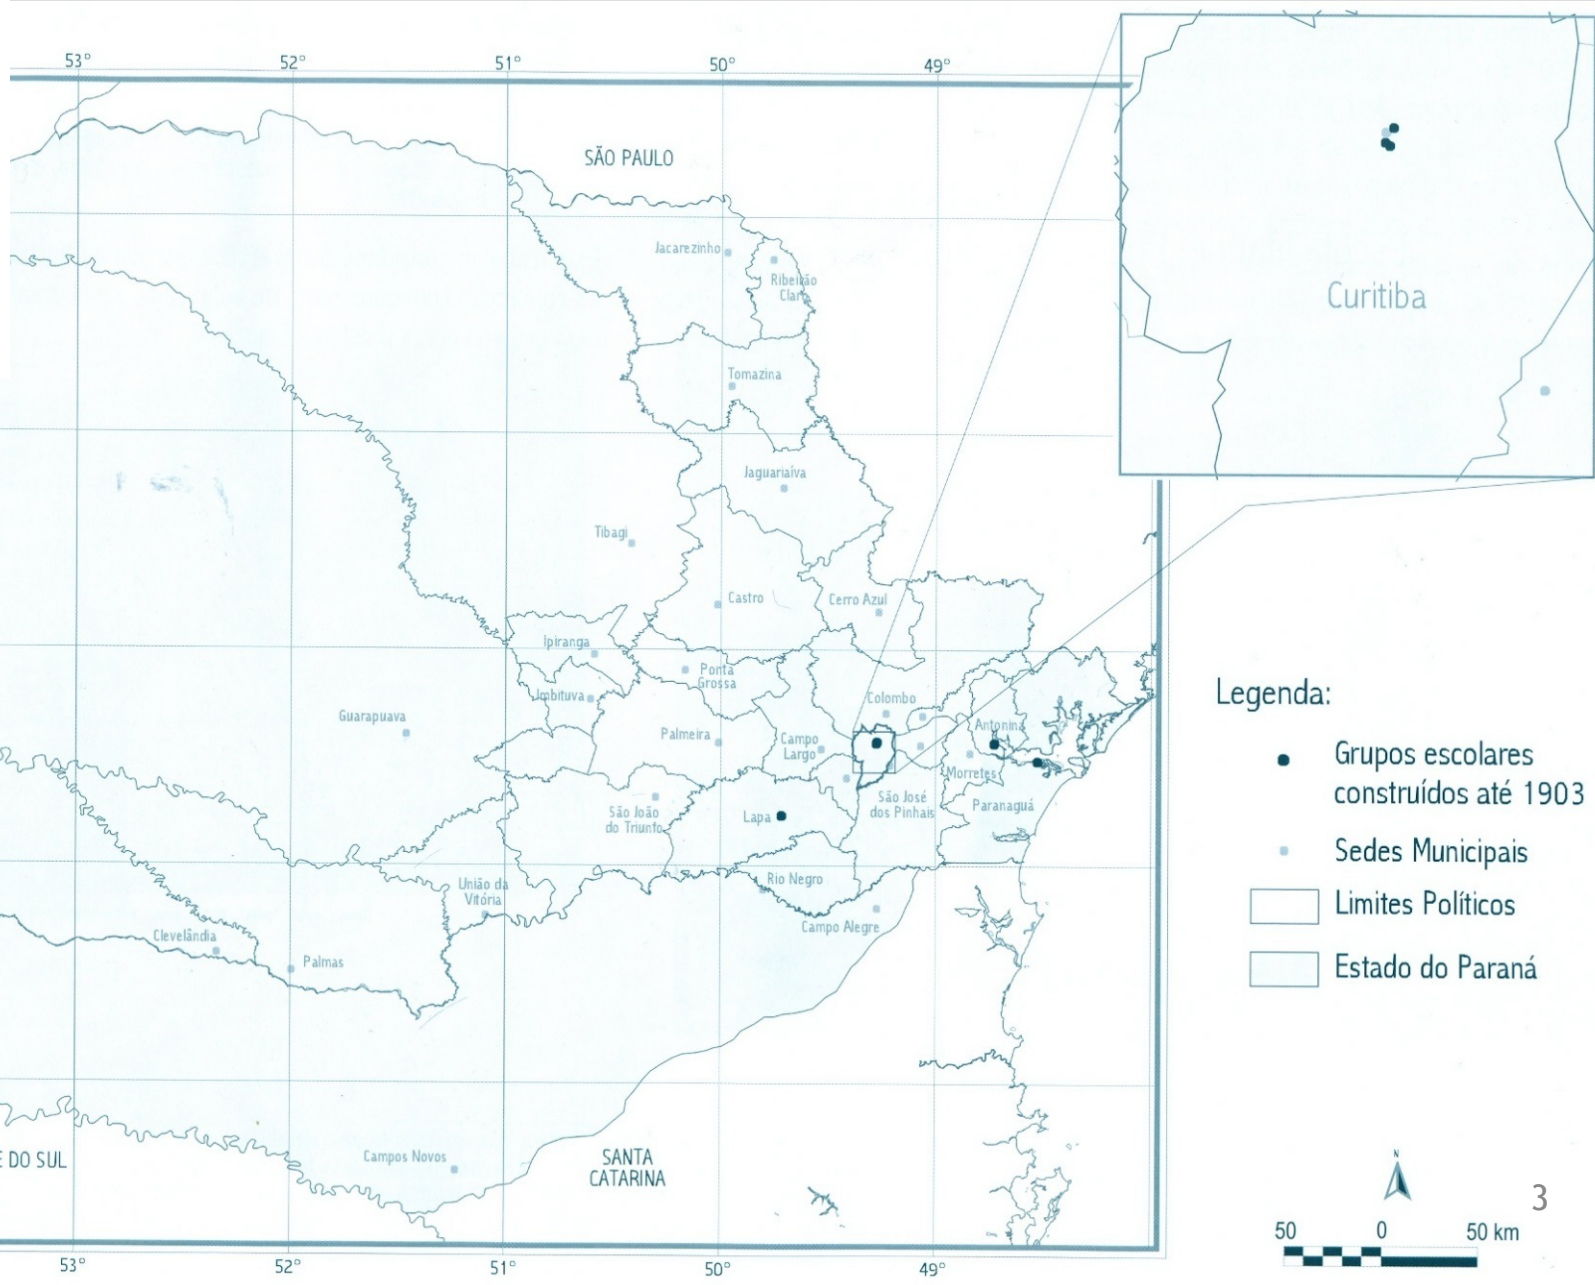 53°
52°
51°
50°
49°
SÃO PAULO
Jacarezinho
Ribeirão
Claro
Curitiba
Tomazina
Jaguariaíva
Tibagi
Castro
Cerro Azul
Ipiranga
Ponta
Grossa
Imbituva
Colombo
Guarapuava
Palmeira
Campo
Largo
Antonina
Morretes
São José
dos Pinhais
Paranaguá
São João
do Triunfo
Lapa
Rio Negro
União da
Vitória
Campo Alegre
Clevelândia
Palmas
Campos Novos
SANTA
CATARINA
E DO SUL
53°
52°
51°
50°
49°
Legenda:
Grupos escolares
construídos até 1903
Sedes Municipais
Limites Políticos
Estado do Paraná
N
3
50 0 50 km